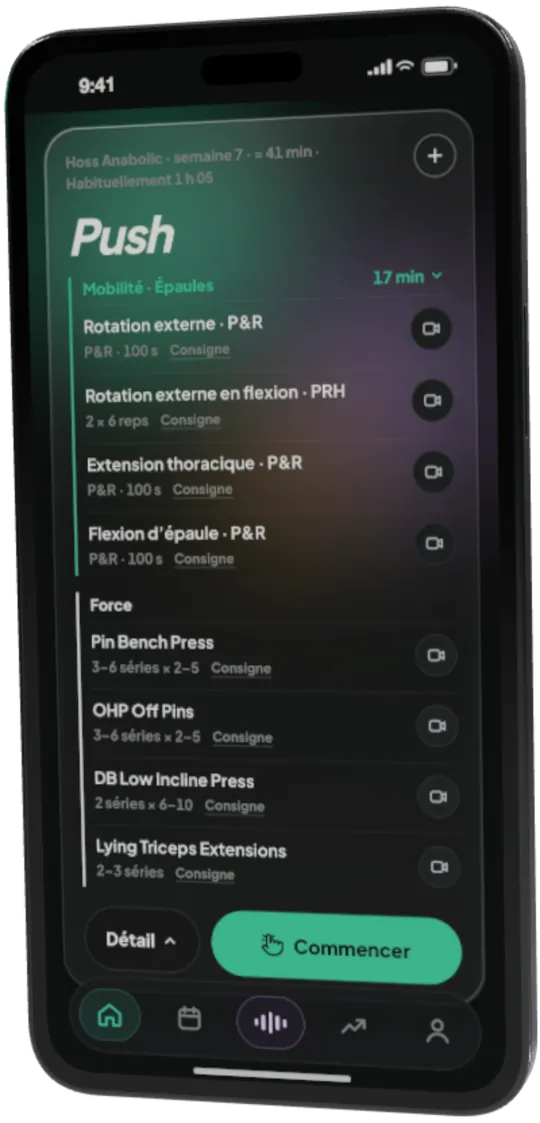 9:41
Hoss Anabolic · semaine 7 · ≈ 41 min ·
Habituellement 1 h 05
Push
Mobilité · Épaules
17 min
Rotation externe · P&R
P&R · 100 s Consigne
Rotation externe en flexion · PRH
2 × 6 reps Consigne
Extension thoracique · P&R
P&R · 100 s Consigne
Flexion d’épaule · P&R
P&R · 100 s Consigne
Force
Pin Bench Press
3–6 séries × 2–5 Consigne
OHP Off Pins
3–6 séries × 2–5 Consigne
DB Low Incline Press
2 séries × 6–10 Consigne
Lying Triceps Extensions
2–3 séries Consigne
Détail
Commencer